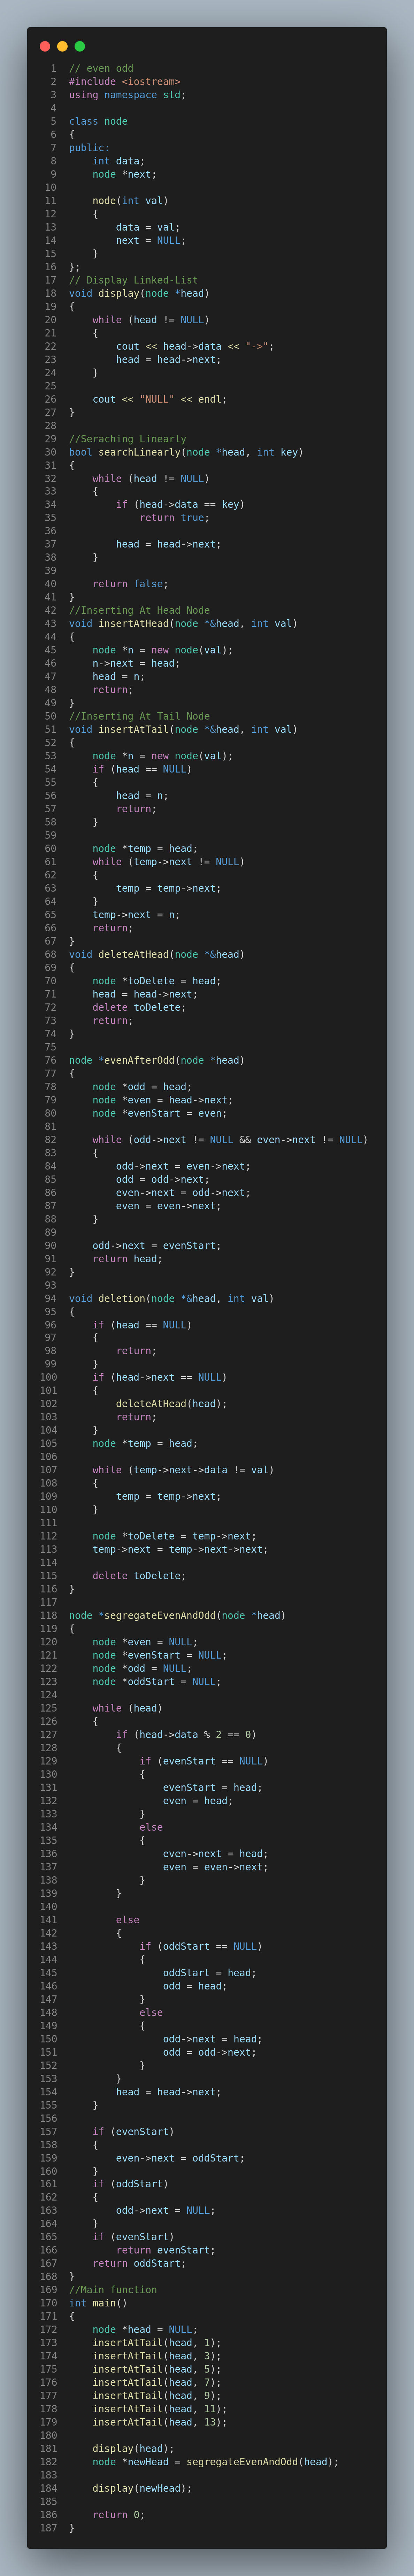 1 // even odd
2 #include <iostream>
3 using namespace std;
4
5 class node
6 {
7 public:
8     int data;
9     node *next;
10
11     node(int val)
12     {
13         data = val;
14         next = NULL;
15     }
16 };
17 // Display Linked-List
18 void display(node *head)
19 {
20     while (head != NULL)
21     {
22         cout << head->data << "->";
23         head = head->next;
24     }
25
26     cout << "NULL" << endl;
27 }
28
29 //Seraching Linearly
30 bool searchLinearly(node *head, int key)
31 {
32     while (head != NULL)
33     {
34         if (head->data == key)
35             return true;
36
37         head = head->next;
38     }
39
40     return false;
41 }
42 //Inserting At Head Node
43 void insertAtHead(node *&head, int val)
44 {
45     node *n = new node(val);
46     n->next = head;
47     head = n;
48     return;
49 }
50 //Inserting At Tail Node
51 void insertAtTail(node *&head, int val)
52 {
53     node *n = new node(val);
54     if (head == NULL)
55     {
56         head = n;
57         return;
58     }
59
60     node *temp = head;
61     while (temp->next != NULL)
62     {
63         temp = temp->next;
64     }
65     temp->next = n;
66     return;
67 }
68 void deleteAtHead(node *&head)
69 {
70     node *toDelete = head;
71     head = head->next;
72     delete toDelete;
73     return;
74 }
75
76 node *evenAfterOdd(node *head)
77 {
78     node *odd = head;
79     node *even = head->next;
80     node *evenStart = even;
81
82     while (odd->next != NULL && even->next != NULL)
83     {
84         odd->next = even->next;
85         odd = odd->next;
86         even->next = odd->next;
87         even = even->next;
88     }
89
90     odd->next = evenStart;
91     return head;
92 }
93
94 void deletion(node *&head, int val)
95 {
96     if (head == NULL)
97     {
98         return;
99     }
100     if (head->next == NULL)
101     {
102         deleteAtHead(head);
103         return;
104     }
105     node *temp = head;
106
107     while (temp->next->data != val)
108     {
109         temp = temp->next;
110     }
111
112     node *toDelete = temp->next;
113     temp->next = temp->next->next;
114
115     delete toDelete;
116 }
117
118 node *segregateEvenAndOdd(node *head)
119 {
120     node *even = NULL;
121     node *evenStart = NULL;
122     node *odd = NULL;
123     node *oddStart = NULL;
124
125     while (head)
126     {
127         if (head->data % 2 == 0)
128         {
129             if (evenStart == NULL)
130             {
131                 evenStart = head;
132                 even = head;
133             }
134             else
135             {
136                 even->next = head;
137                 even = even->next;
138             }
139         }
140
141         else
142         {
143             if (oddStart == NULL)
144             {
145                 oddStart = head;
146                 odd = head;
147             }
148             else
149             {
150                 odd->next = head;
151                 odd = odd->next;
152             }
153         }
154         head = head->next;
155     }
156
157     if (evenStart)
158     {
159         even->next = oddStart;
160     }
161     if (oddStart)
162     {
163         odd->next = NULL;
164     }
165     if (evenStart)
166         return evenStart;
167     return oddStart;
168 }
169 //Main function
170 int main()
171 {
172     node *head = NULL;
173     insertAtTail(head, 1);
174     insertAtTail(head, 3);
175     insertAtTail(head, 5);
176     insertAtTail(head, 7);
177     insertAtTail(head, 9);
178     insertAtTail(head, 11);
179     insertAtTail(head, 13);
180
181     display(head);
182     node *newHead = segregateEvenAndOdd(head);
183
184     display(newHead);
185
186     return 0;
187 }